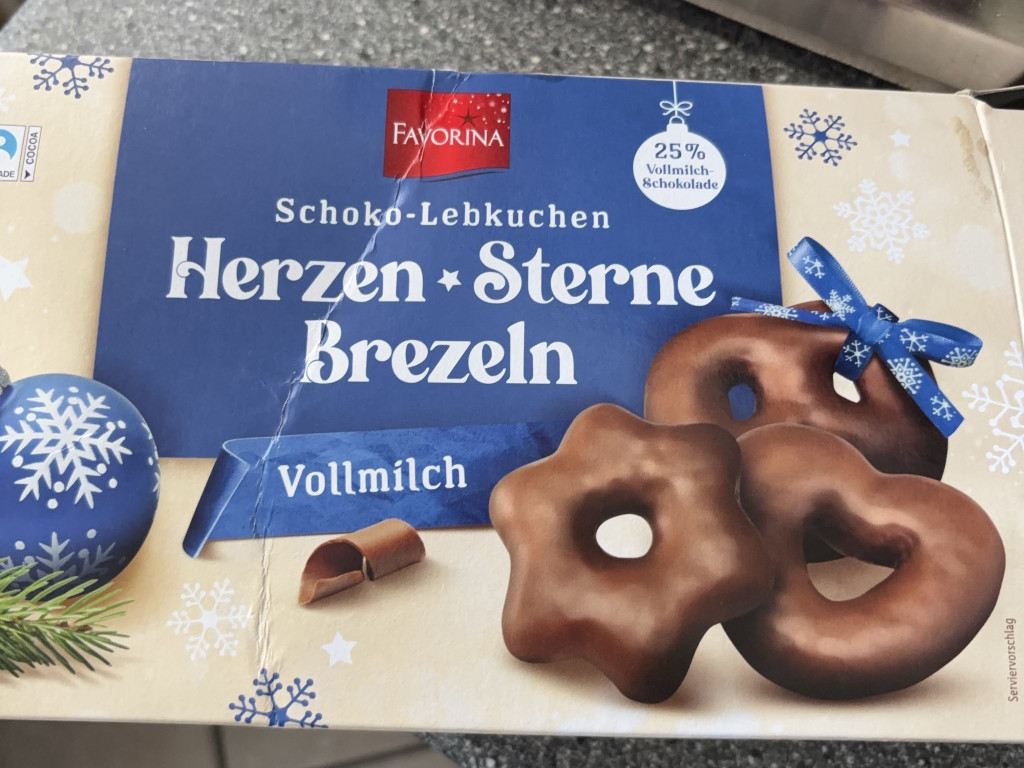 FAVORINA
25%
Vollmilch-
Schokolade
Schoko-Lebkuchen
Herzen ★ Sterne
Brezeln
Vollmilch
COCOA
Serviervorschlag